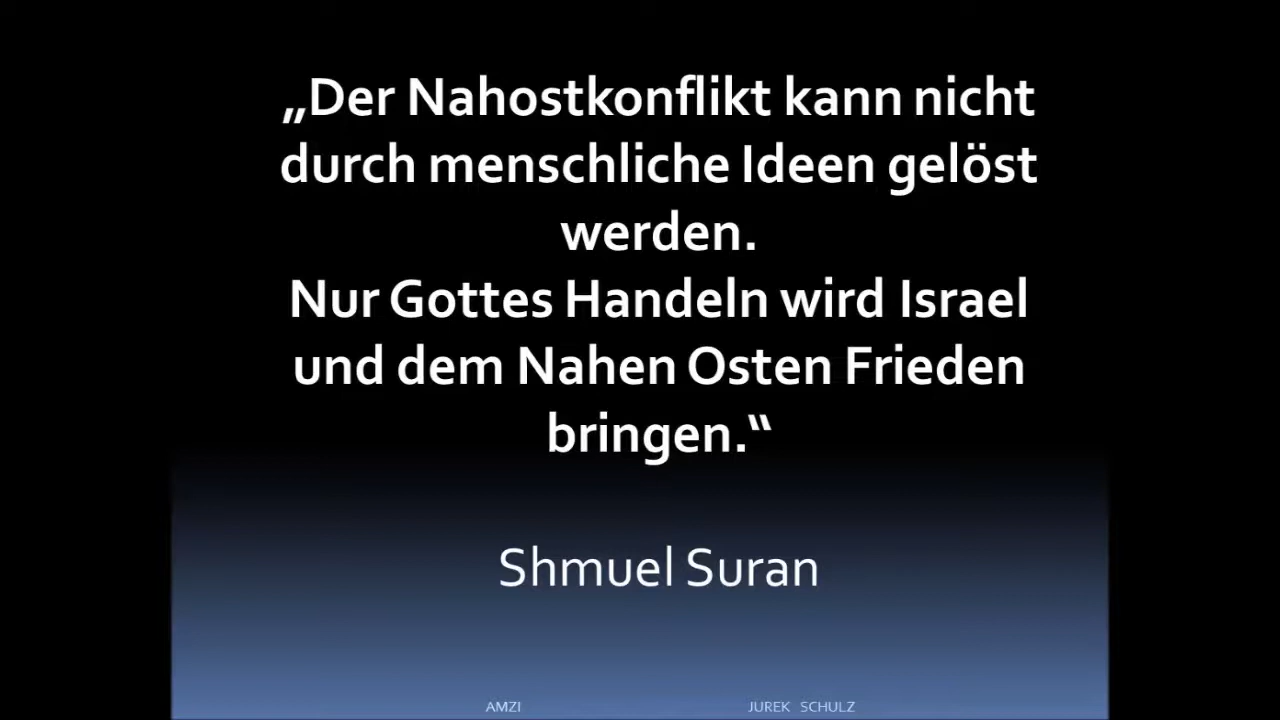 „Der Nahostkonflikt kann nicht
durch menschliche Ideen gelöst
werden.
Nur Gottes Handeln wird Israel
und dem Nahen Osten Frieden
bringen.“
Shmuel Suran
AMZI JUREK SCHULZ